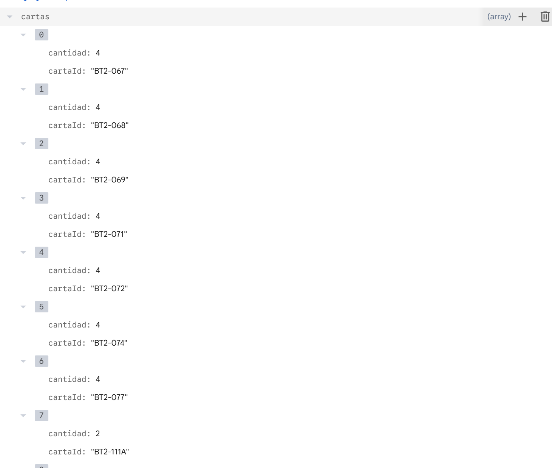 cartas (array)
0
cantidad: 4
cartaId: "BT2-067"
1
cantidad: 4
cartaId: "BT2-068"
2
cantidad: 4
cartaId: "BT2-069"
3
cantidad: 4
cartaId: "BT2-071"
4
cantidad: 4
cartaId: "BT2-072"
5
cantidad: 4
cartaId: "BT2-074"
6
cantidad: 4
cartaId: "BT2-077"
7
cantidad: 2
cartaId: "BT2-111A"